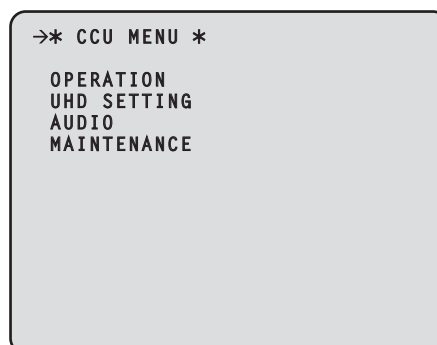 →* CCU MENU *
OPERATION
UHD SETTING
AUDIO
MAINTENANCE